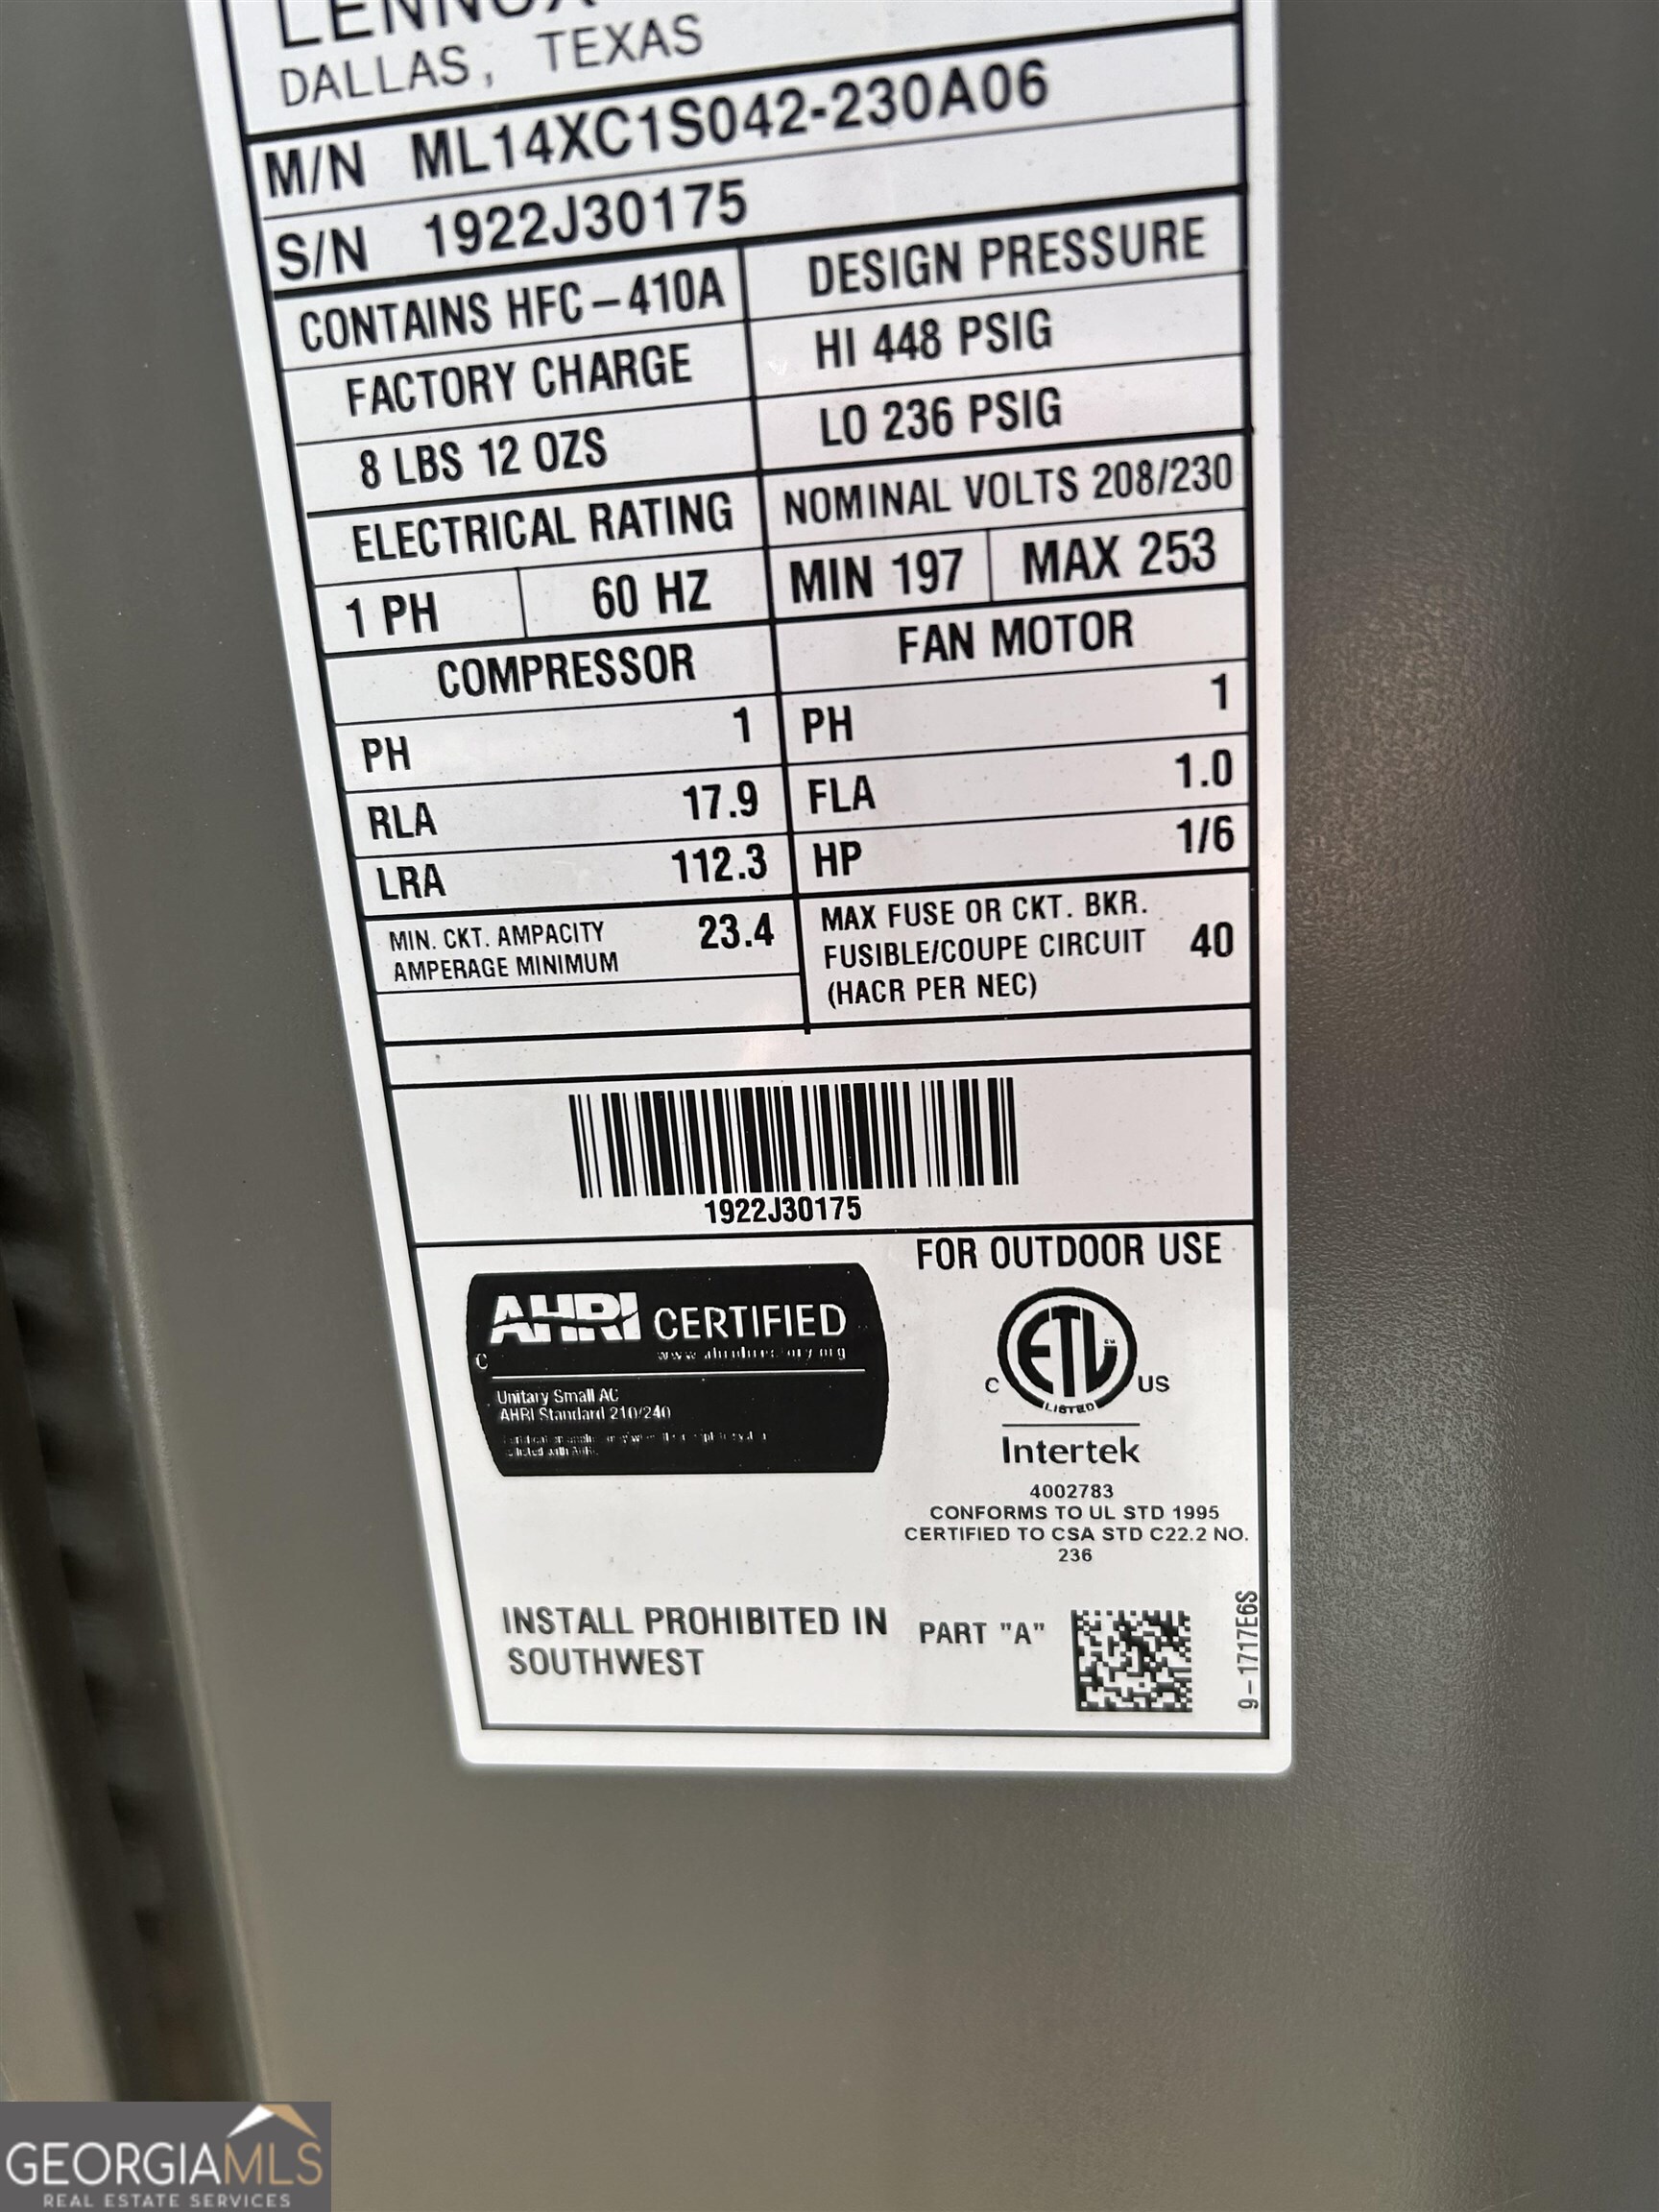 LENNOX
DALLAS, TEXAS
M/N ML14XC1S042-230A06
S/N 1922J30175
CONTAINS HFC-410A
DESIGN PRESSURE
FACTORY CHARGE
HI 448 PSIG
8 LBS 12 OZS
LO 236 PSIG
ELECTRICAL RATING
NOMINAL VOLTS 208/230
1 PH 60 HZ
MIN 197 MAX 253
COMPRESSOR
FAN MOTOR
PH 1
PH 1
RLA 17.9
FLA 1.0
LRA 112.3
HP 1/6
MIN. CKT. AMPACITY 23.4
AMPERAGE MINIMUM
MAX FUSE OR CKT. BKR.
FUSIBLE/COUPE CIRCUIT 40
(HACR PER NEC)
1922J30175
FOR OUTDOOR USE
AHRI CERTIFIED
C
Unitary Small AC
AHRI Standard 210/240
ETL
C US
LISTED
Intertek
4002783
CONFORMS TO UL STD 1995
CERTIFIED TO CSA STD C22.2 NO.
236
INSTALL PROHIBITED IN
SOUTHWEST
PART "A"
9-1717E6S
GEORGIAMLS
REAL ESTATE SERVICES